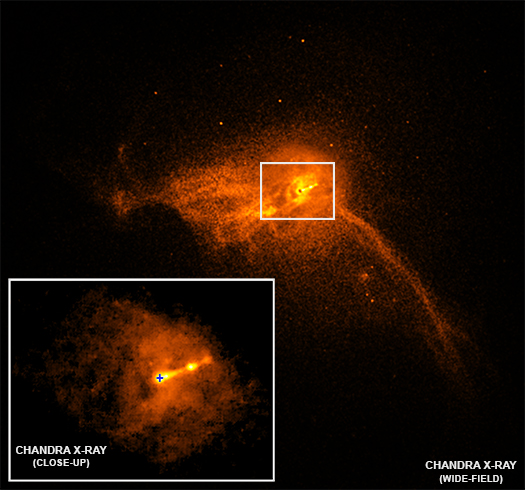 CHANDRA X-RAY
(CLOSE-UP)
CHANDRA X-RAY
(WIDE-FIELD)